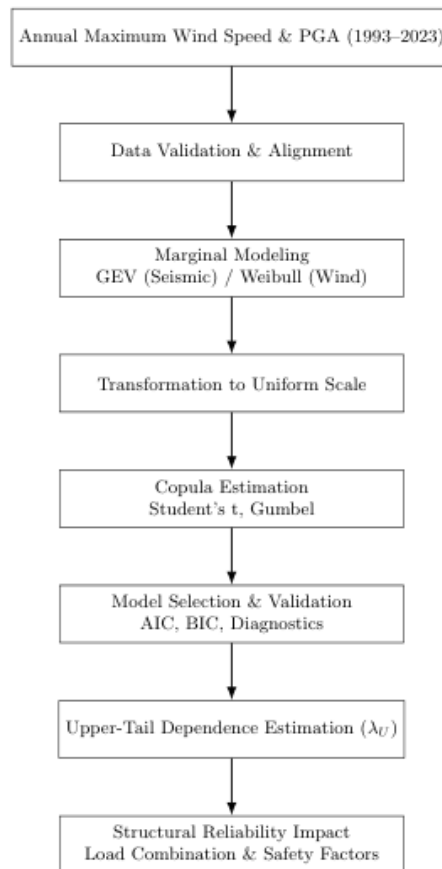 Annual Maximum Wind Speed & PGA (1993–2023)
Data Validation & Alignment
Marginal Modeling
GEV (Seismic) / Weibull (Wind)
Transformation to Uniform Scale
Copula Estimation
Student's t, Gumbel
Model Selection & Validation
AIC, BIC, Diagnostics
Upper-Tail Dependence Estimation (λ_U)
Structural Reliability Impact
Load Combination & Safety Factors